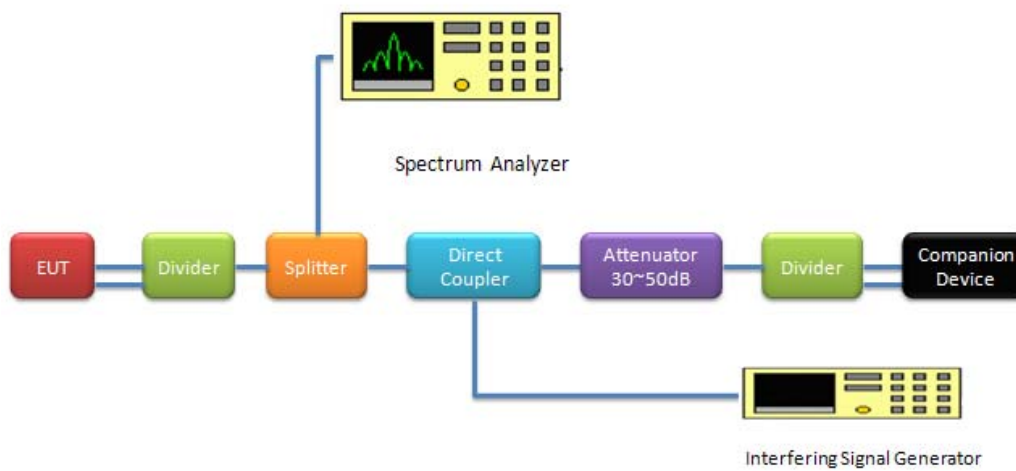 Spectrum Analyzer
EUT
Divider
Splitter
Direct
Coupler
Attenuator
30~50dB
Divider
Companion
Device
Interfering Signal Generator